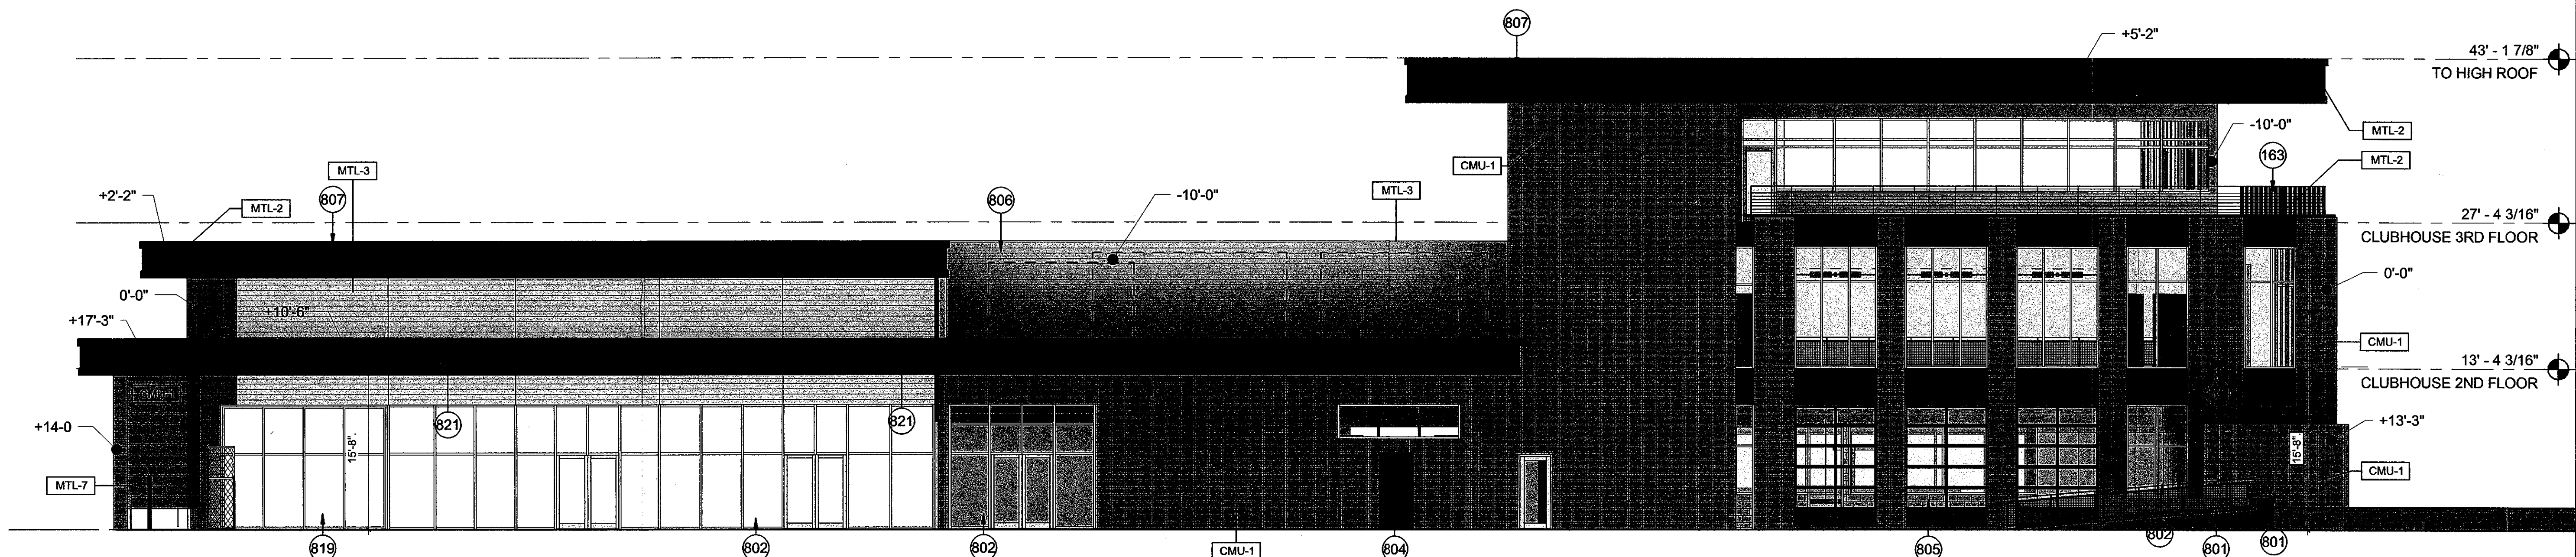 807
+5'-2"
43' - 1 7/8"
TO HIGH ROOF
MTL-2
-10'-0"
163
MTL-2
CMU-1
MTL-3
+2'-2"
MTL-2
807
806
-10'-0"
MTL-3
27' - 4 3/16"
CLUBHOUSE 3RD FLOOR
0'-0"
0'-0"
+10'-6"
+17'-3"
CMU-1
13' - 4 3/16"
CLUBHOUSE 2ND FLOOR
821
821
+14-0
15'-8"
+13'-3"
15'-8"
CMU-1
MTL-7
819
802
802
CMU-1
804
805
802
801
801